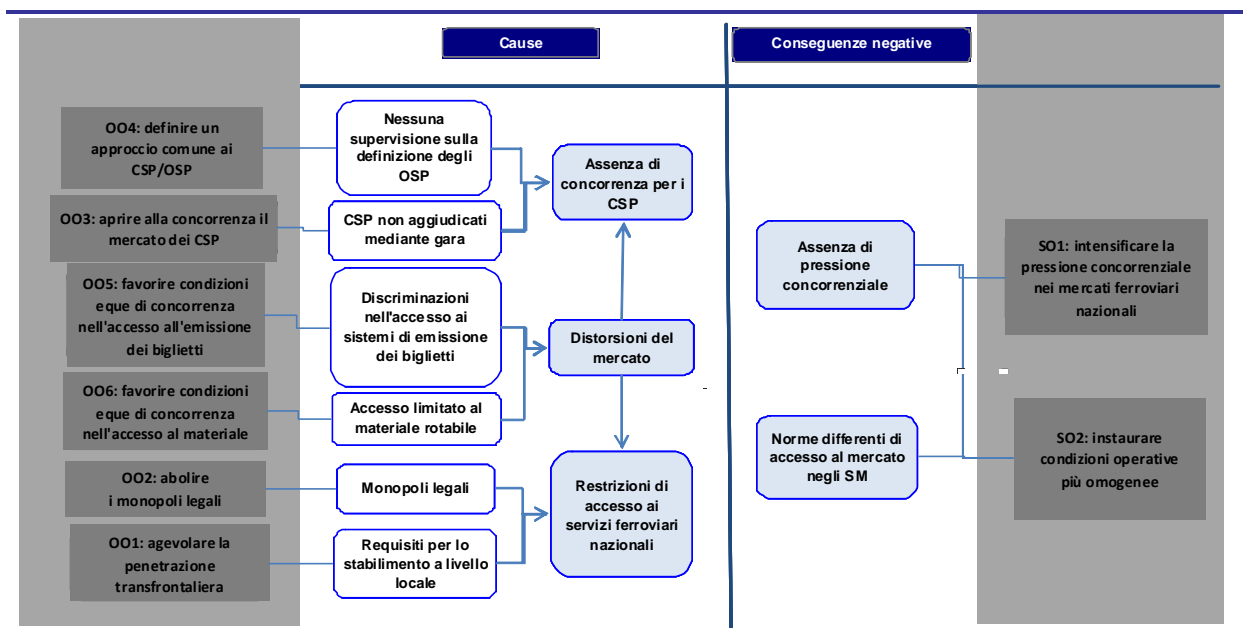 Cause
Conseguenze negative
OO4: definire un
approccio comune ai
CSP/OSP
OO3: aprire alla concorrenza il
mercato dei CSP
OO5: favorire condizioni
eque di concorrenza
nell'accesso all'emissione
dei biglietti
OO6: favorire condizioni
eque di concorrenza
nell'accesso al materiale
OO2: abolire
i monopoli legali
OO1: agevolare la
penetrazione
transfrontaliera
Nessuna
supervisione sulla
definizione degli
OSP
CSP non aggiudicati
mediante gara
Discriminazioni
nell'accesso ai
sistemi di emissione
dei biglietti
Accesso limitato al
materiale rotabile
Monopoli legali
Requisiti per lo
stabilimento a livello
locale
Assenza di
concorrenza per i
CSP
Distorsioni del
mercato
Restrizioni di
accesso ai
servizi ferroviari
nazionali
Assenza di
pressione
concorrenziale
Norme differenti di
accesso al mercato
negli SM
SO1: intensificare la
pressione concorrenziale
nei mercati ferroviari
nazionali
SO2: instaurare
condizioni operative
più omogenee